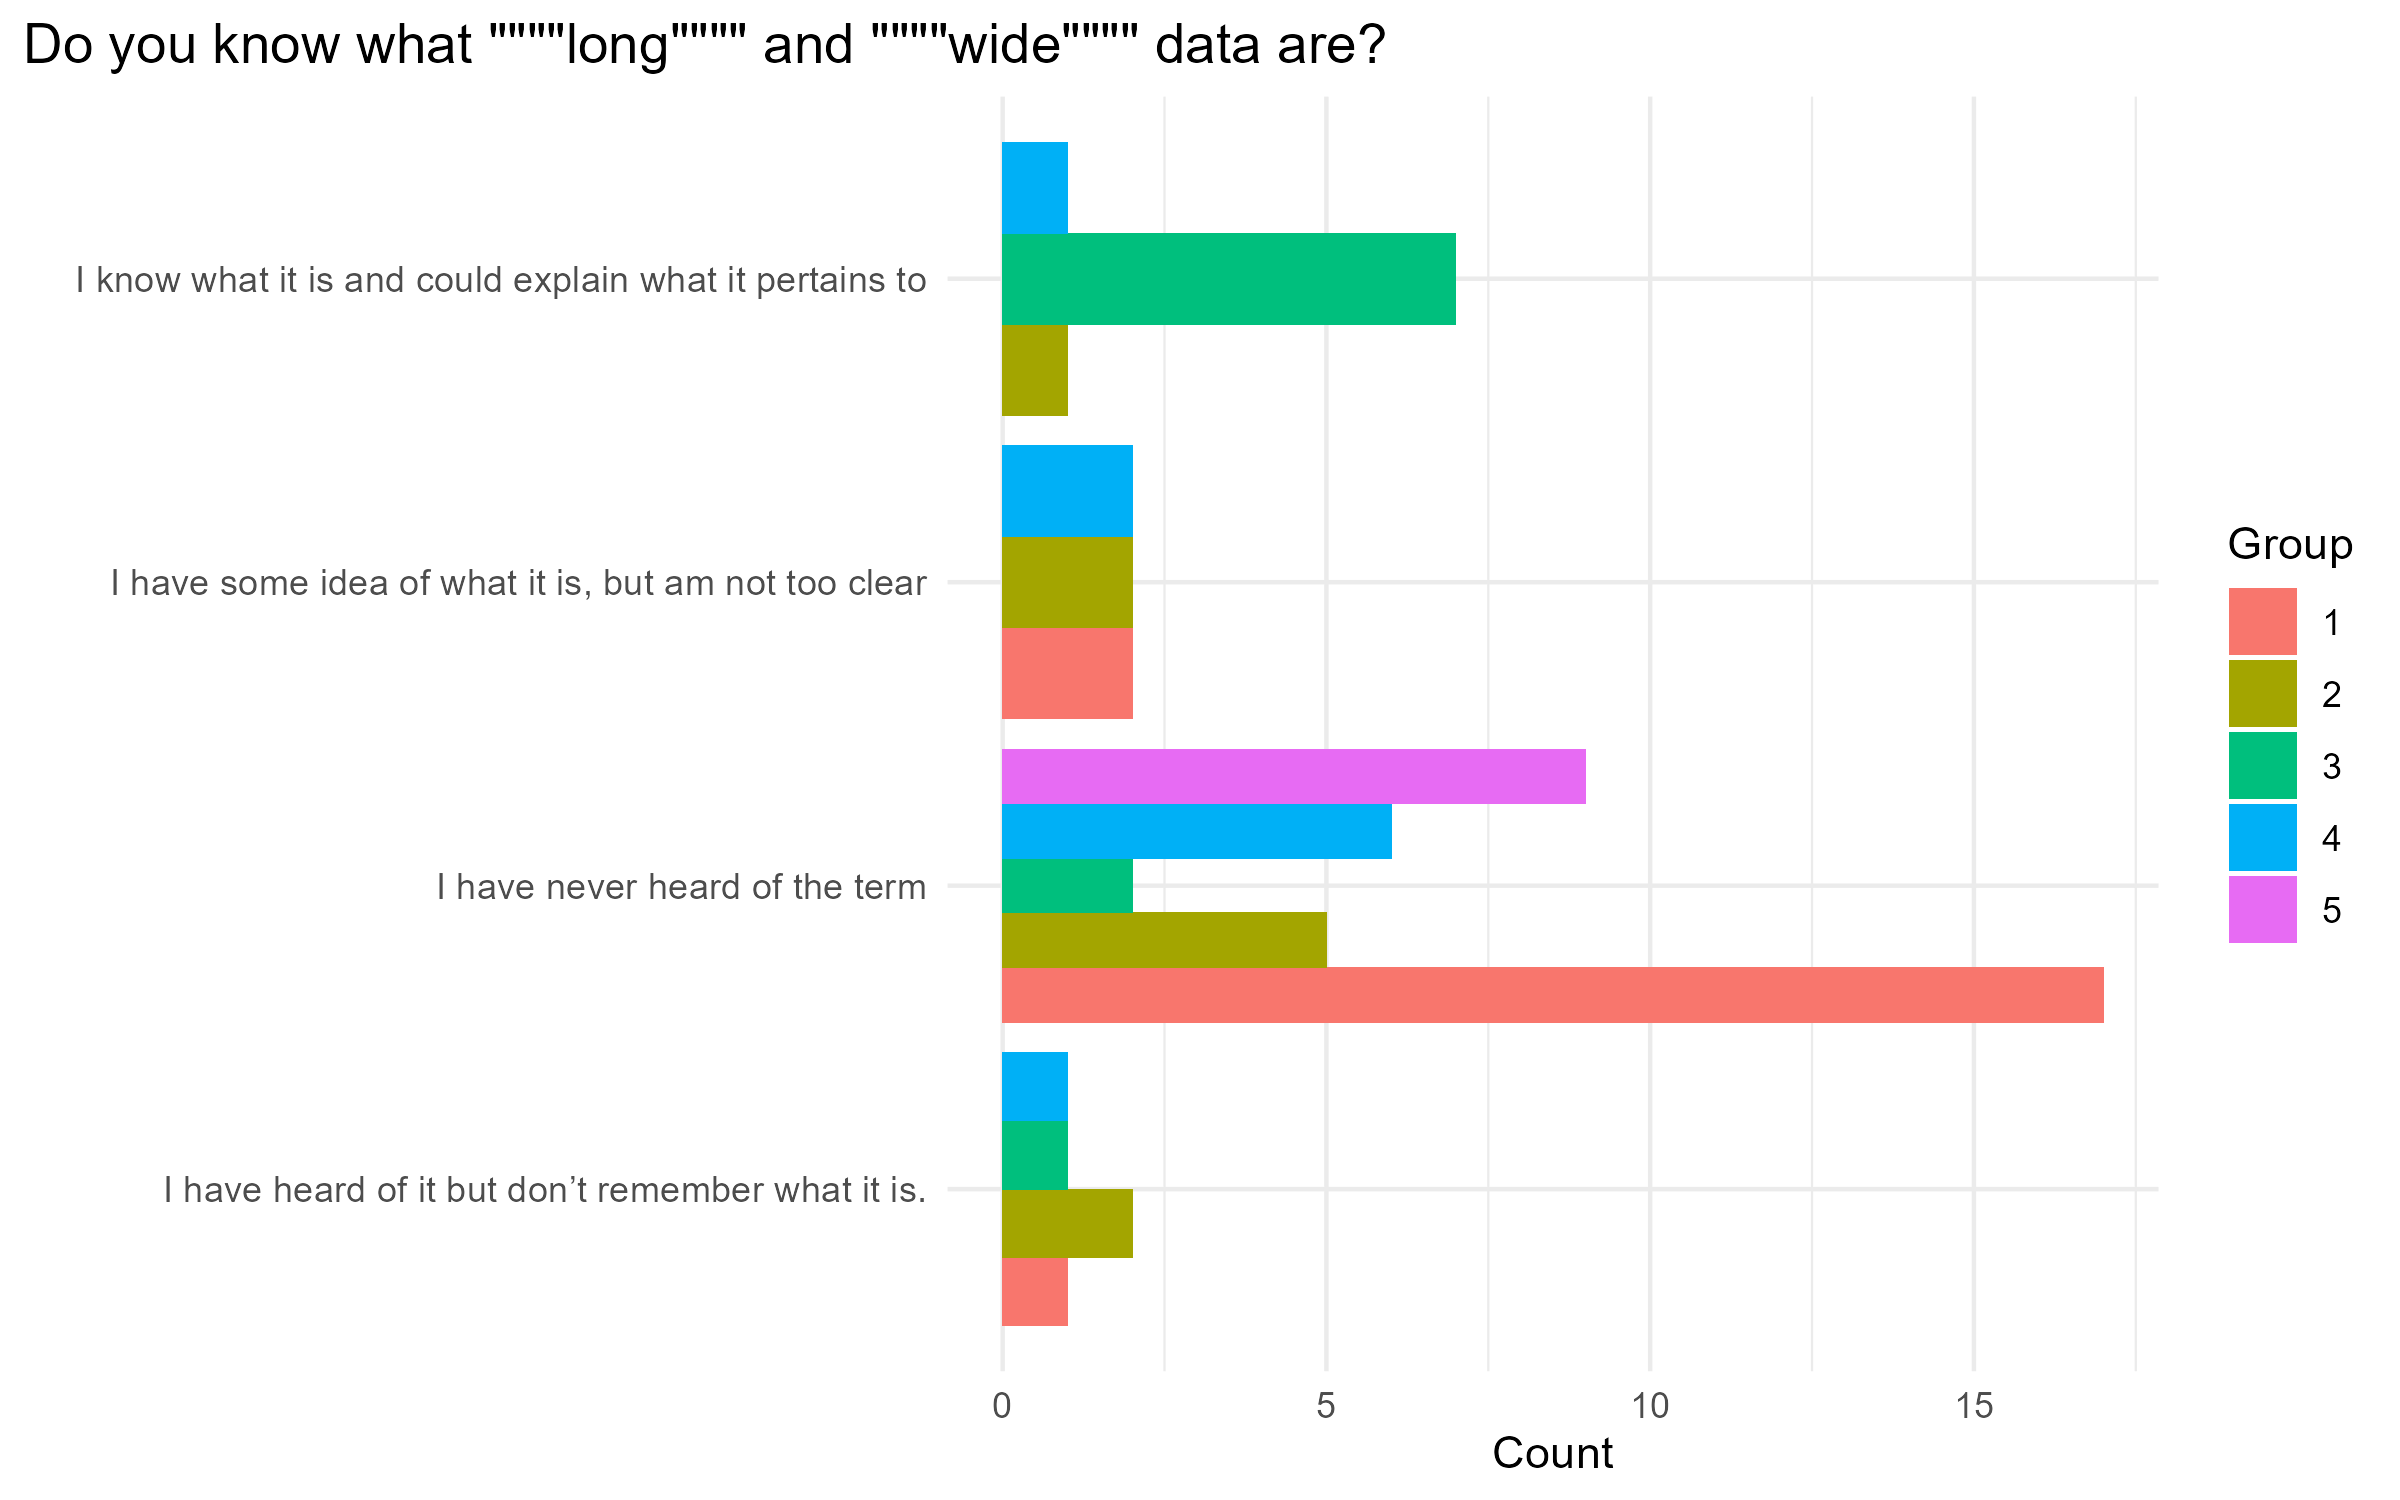 Do you know what """"long"""" and """"wide"""" data are?
I know what it is and could explain what it pertains to
I have some idea of what it is, but am not too clear
I have never heard of the term
I have heard of it but don’t remember what it is.
0 5 10 15
Count
Group
1
2
3
4
5